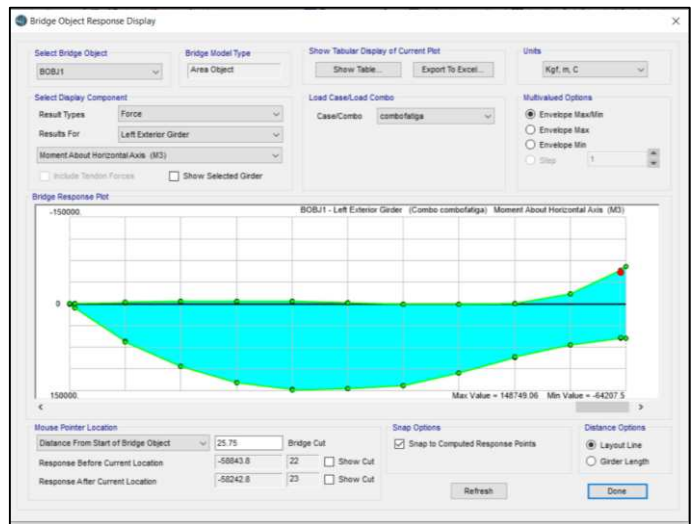 Bridge Object Response Display
Select Bridge Object
BOBJ1
Bridge Model Type
Area Object
Show Tabular Display of Current Plot
Show Table...
Export To Excel...
Units
Kgf, m, C
Select Display Component
Result Types
Force
Results For
Left Exterior Girder
Moment About Horizontal Axis (M3)
Include Tendon Forces
Show Selected Girder
Load Case/Load Combo
Case/Combo
combofatiga
Multivalued Options
Envelope Max/Min
Envelope Max
Envelope Min
Step
1
Bridge Response Plot
-150000.
BOBJ1 - Left Exterior Girder (Combo combofatiga) Moment About Horizontal Axis (M3)
0
150000.
Max Value = 148749.06 Min Value = -64207.5
Mouse Pointer Location
Distance From Start of Bridge Object
25.75
Bridge Cut
Response Before Current Location
-58843.8
22
Show Cut
Response After Current Location
-58242.8
23
Show Cut
Snap Options
Snap to Computed Response Points
Distance Options
Layout Line
Girder Length
Refresh
Done